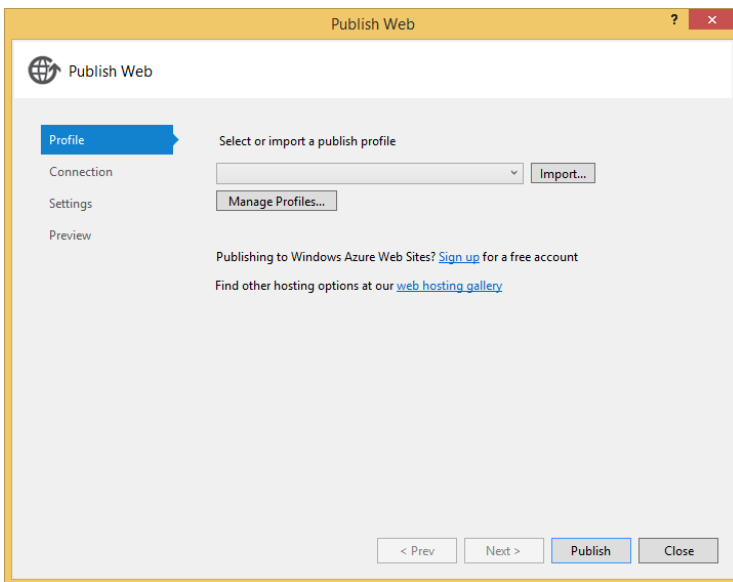 Publish Web
?
Publish Web
Profile
Connection
Settings
Preview
Select or import a publish profile
Import...
Manage Profiles...
Publishing to Windows Azure Web Sites? Sign up for a free account
Find other hosting options at our web hosting gallery
< Prev
Next >
Publish
Close